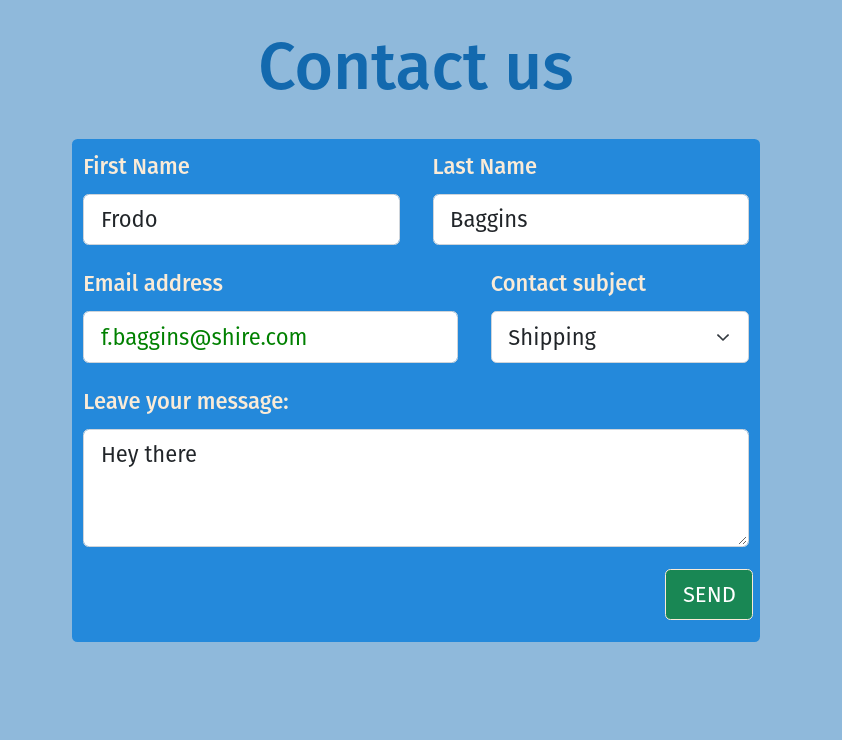 Contact us
First Name Last Name
Frodo Baggins
Email address Contact subject
f.baggins@shire.com Shipping
Leave your message:
Hey there
SEND